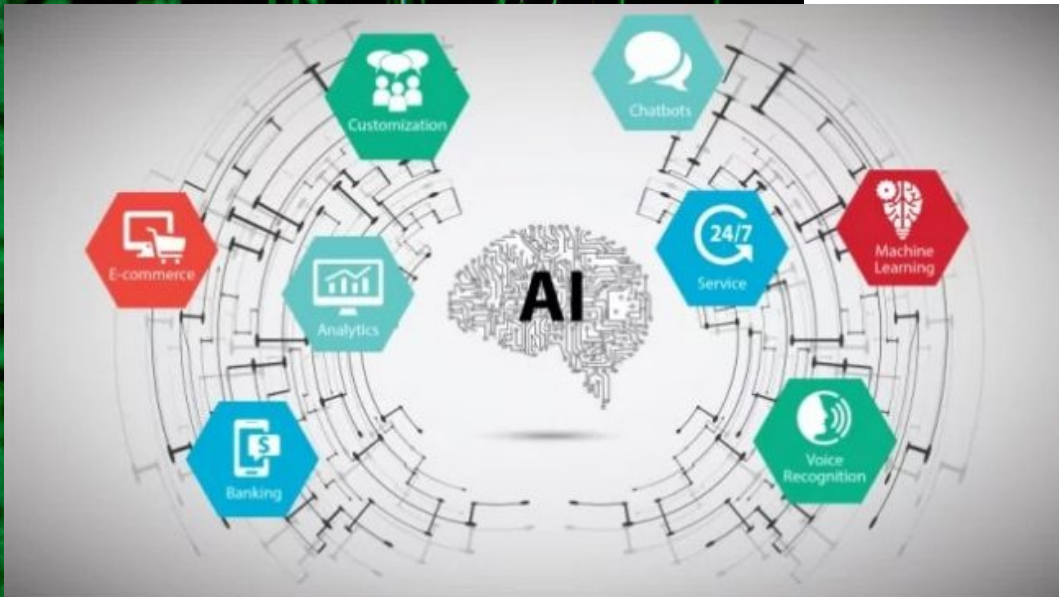 Customization
Chatbots
E-commerce
Analytics
AI
24/7
Service
Machine
Learning
Banking
$
Voice
Recognition